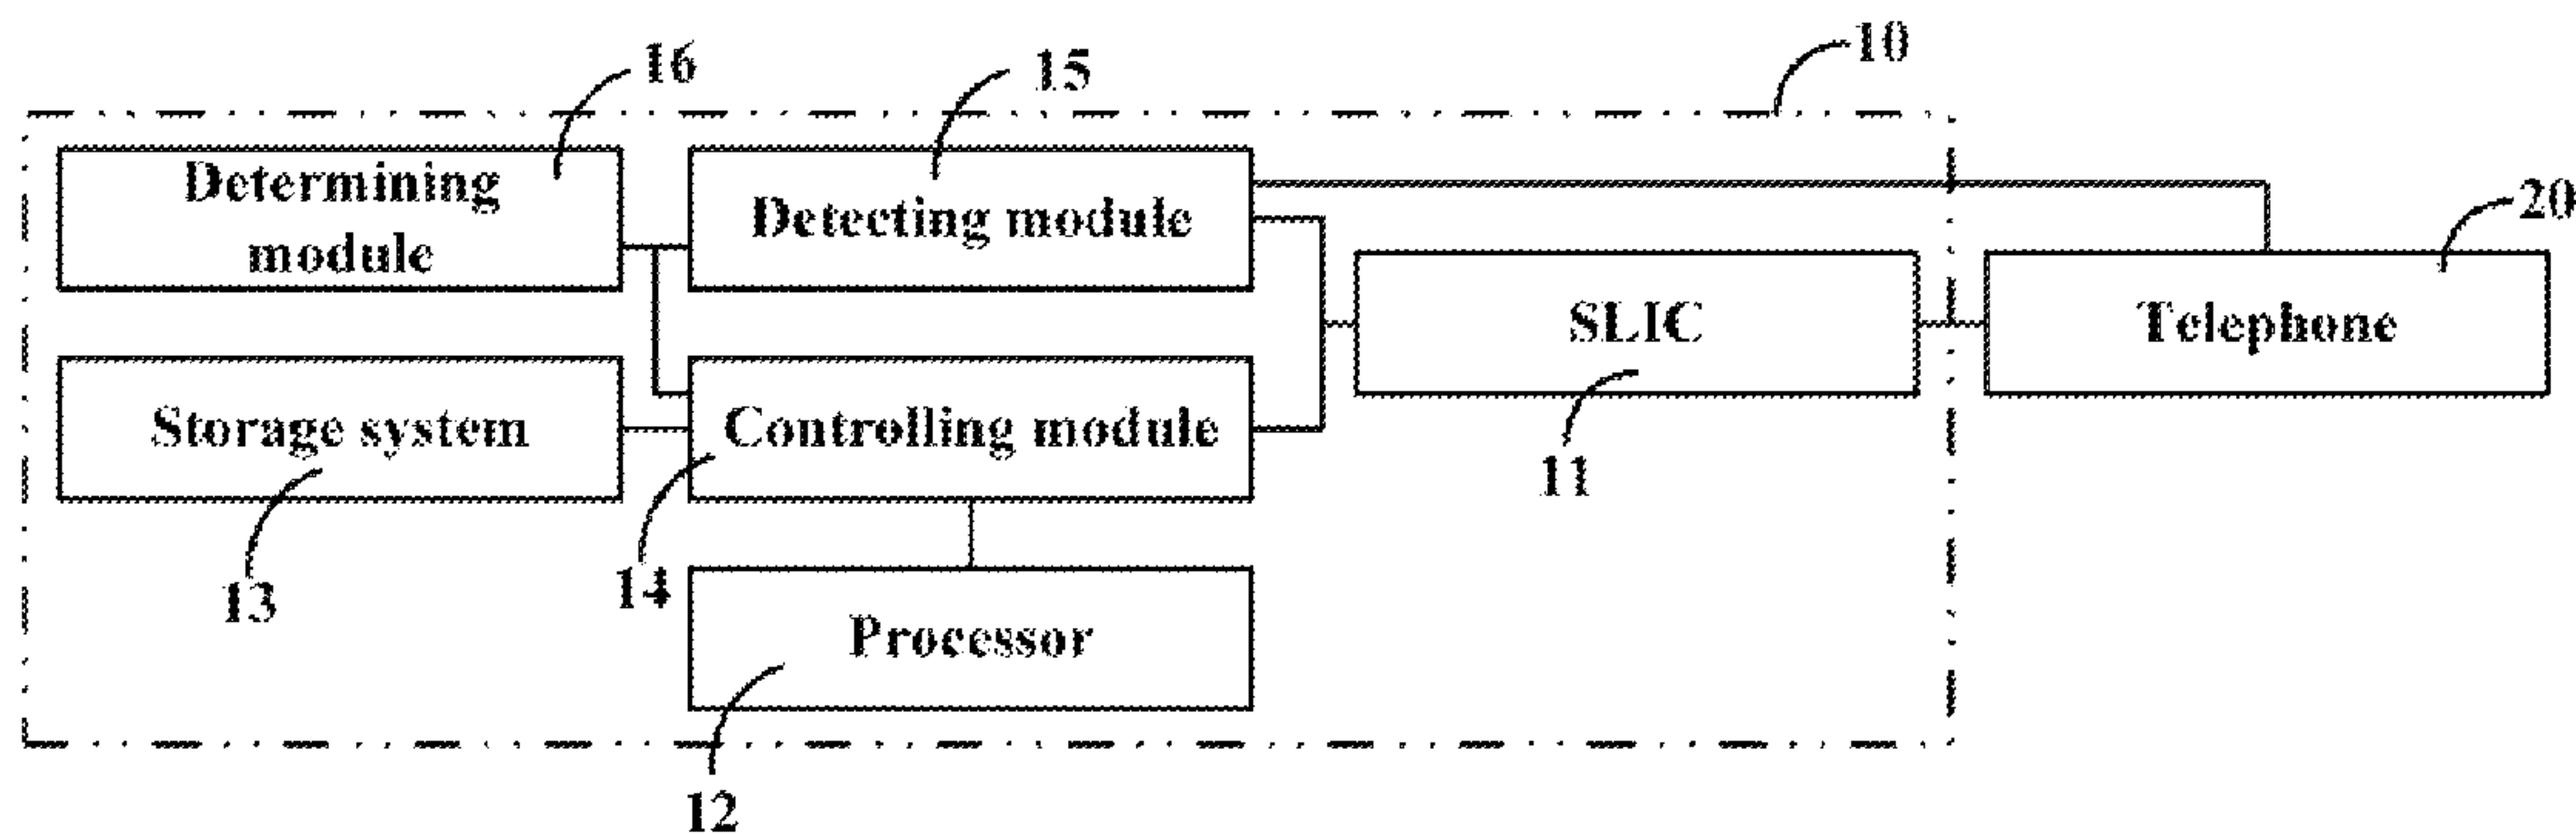 10
16
15
Determining
module
Detecting module
20
SLIC
Telephone
Storage system
Controlling module
11
13
14
Processor
12